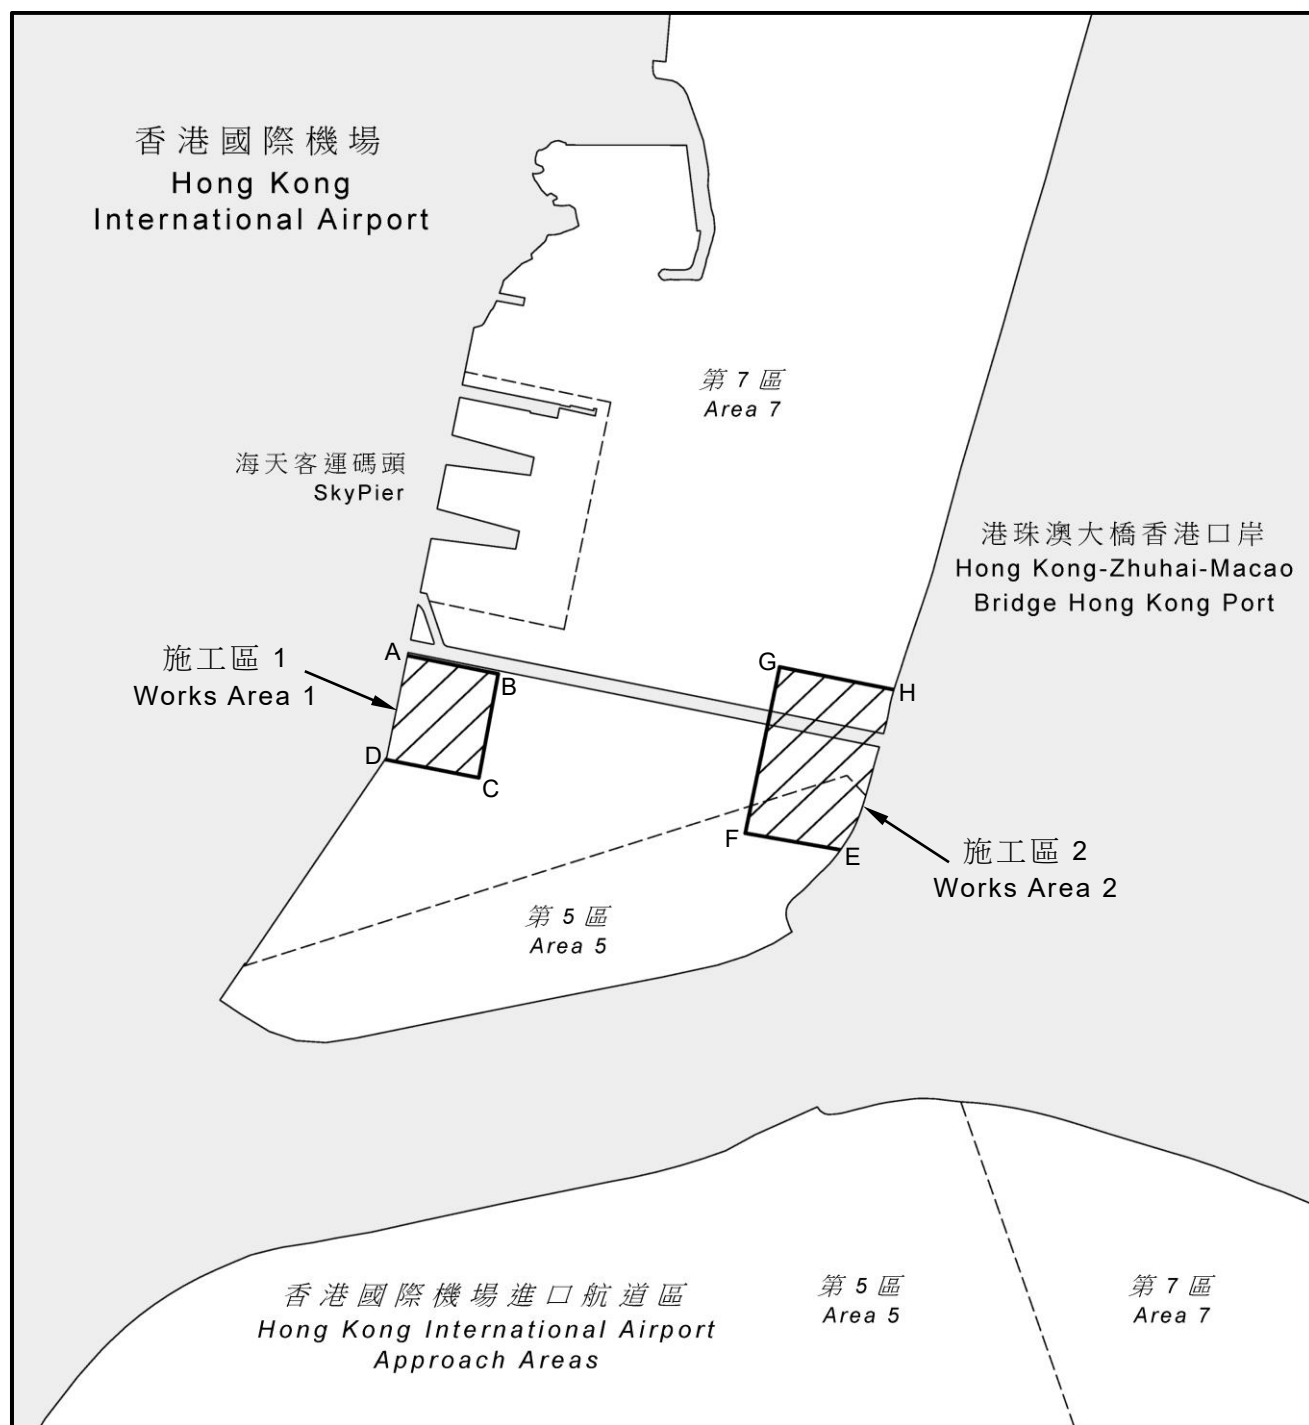 香港國際機場
Hong Kong
International Airport
第 7 區
Area 7
海天客運碼頭
SkyPier
港珠澳大橋香港口岸
Hong Kong-Zhuhai-Macao
Bridge Hong Kong Port
施工區 1
Works Area 1
A
B
G
H
D
C
F
E
施工區 2
Works Area 2
第 5 區
Area 5
香港國際機場進口航道區
Hong Kong International Airport
Approach Areas
第 5 區
Area 5
第 7 區
Area 7